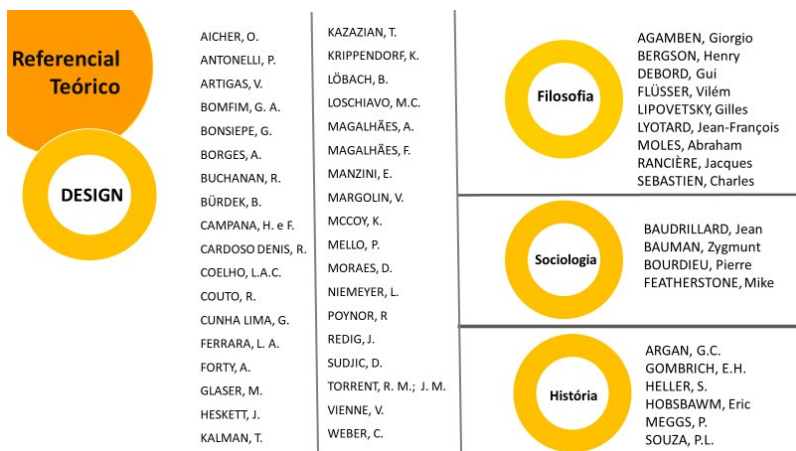 Referencial
Teórico
DESIGN
AICHER, O.
ANTONELLI, P.
ARTIGAS, V.
BOMFIM, G. A.
BONSIEPE, G.
BORGES, A.
BUCHANAN, R.
BÜRDEK, B.
CAMPANA, H. e F.
CARDOSO DENIS, R.
COELHO, L.A.C.
COUTO, R.
CUNHA LIMA, G.
FERRARA, L. A.
FORTY, A.
GLASER, M.
HESKETT, J.
KALMAN, T.
KAZAZIAN, T.
KRIPPENDORF, K.
LÖBACH, B.
LOSCHIAVO, M.C.
MAGALHÃES, A.
MAGALHÃES, F.
MANZINI, E.
MARGOLIN, V.
MCCOY, K.
MELLO, P.
MORAES, D.
NIEMEYER, L.
POYNOR, R
REDIG, J.
SUDJIC, D.
TORRENT, R. M.; J. M.
VIENNE, V.
WEBER, C.
Filosofia
AGAMBEN, Giorgio
BERGSON, Henry
DEBORD, Gui
FLÜSSER, Vilém
LIPOVETSKY, Gilles
LYOTARD, Jean-François
MOLES, Abraham
RANCIÈRE, Jacques
SEBASTIEN, Charles
Sociologia
BAUDRILLARD, Jean
BAUMAN, Zygmunt
BOURDIEU, Pierre
FEATHERSTONE, Mike
História
ARGAN, G.C.
GOMBRICH, E.H.
HELLER, S.
HOBSBAWM, Eric
MEGGS, P.
SOUZA, P.L.